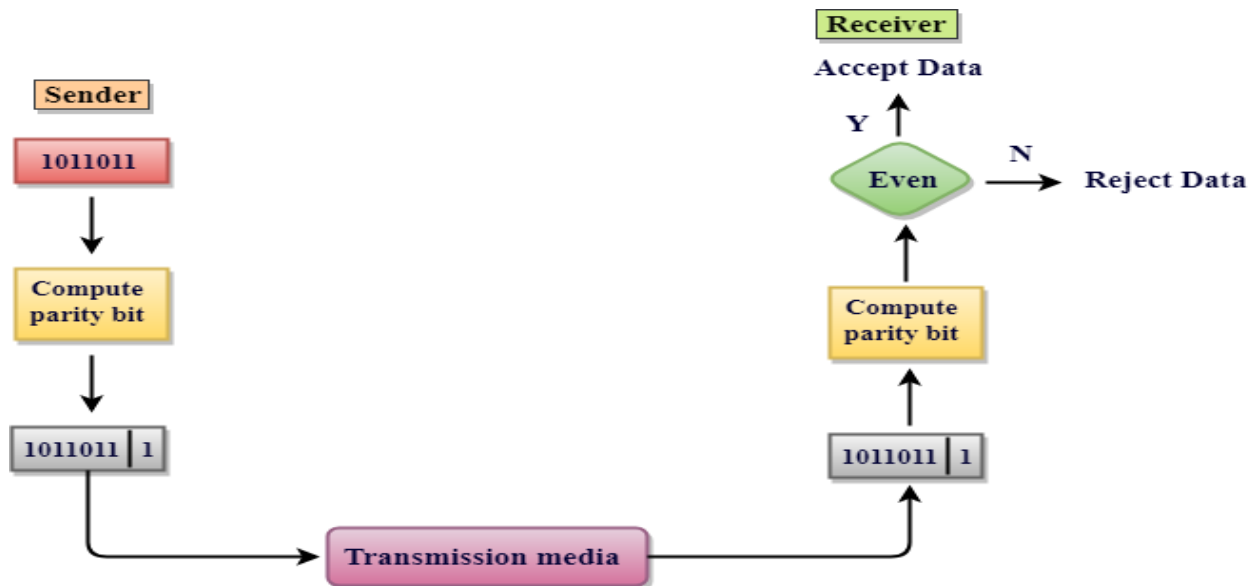 Sender
1011011
Compute
parity bit
1011011 | 1
Transmission media
1011011 | 1
Compute
parity bit
Even
Y
N
Accept Data
Reject Data
Receiver